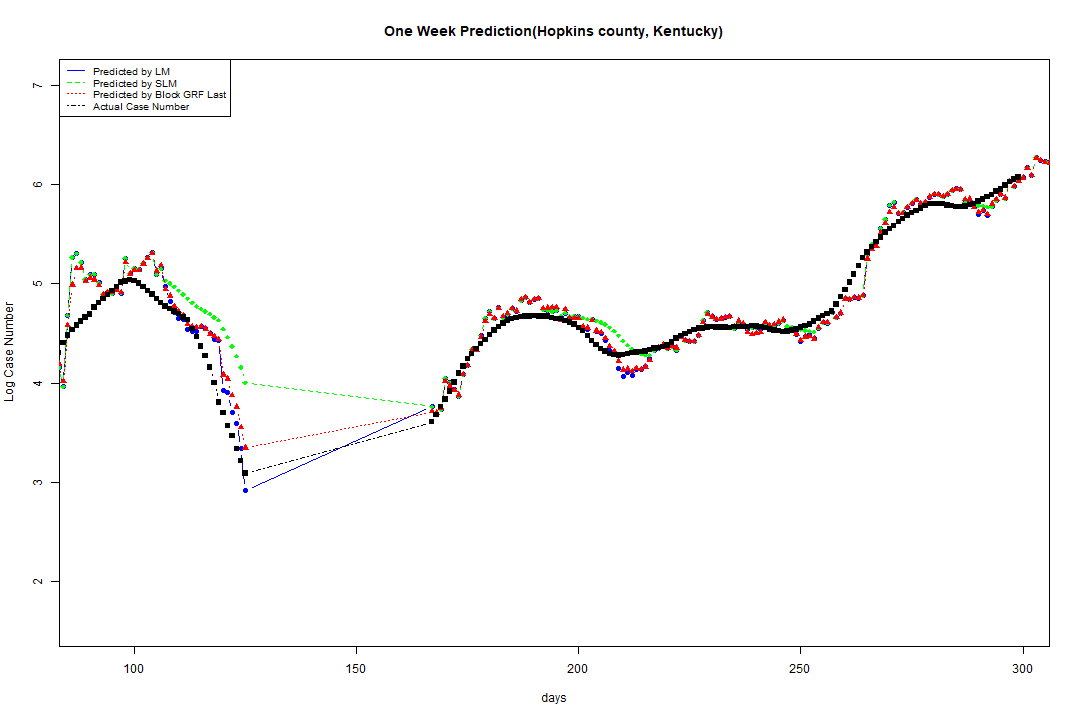 One Week Prediction(Hopkins county, Kentucky)
Predicted by LM
Predicted by SLM
Predicted by Block GRF Last
Actual Case Number
7
6
5
4
3
2
Log Case Number
100 150 200 250 300
days